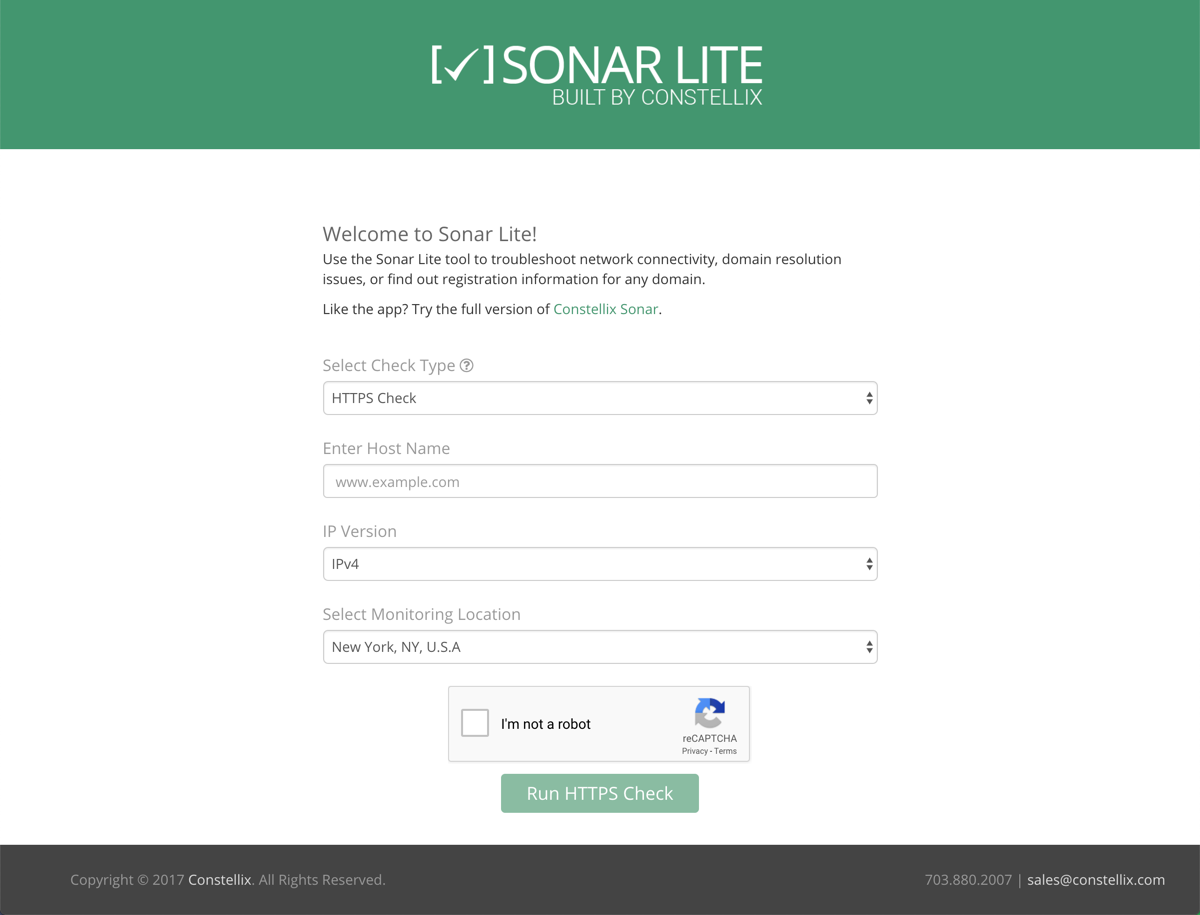 [✓] SONAR LITE
BUILT BY CONSTELLIX
Welcome to Sonar Lite!
Use the Sonar Lite tool to troubleshoot network connectivity, domain resolution
issues, or find out registration information for any domain.
Like the app? Try the full version of Constellix Sonar.
Select Check Type ?
HTTPS Check
Enter Host Name
www.example.com
IP Version
IPv4
Select Monitoring Location
New York, NY, U.S.A
I'm not a robot
reCAPTCHA
Privacy - Terms
Run HTTPS Check
Copyright © 2017 Constellix. All Rights Reserved.
703.880.2007 | sales@constellix.com